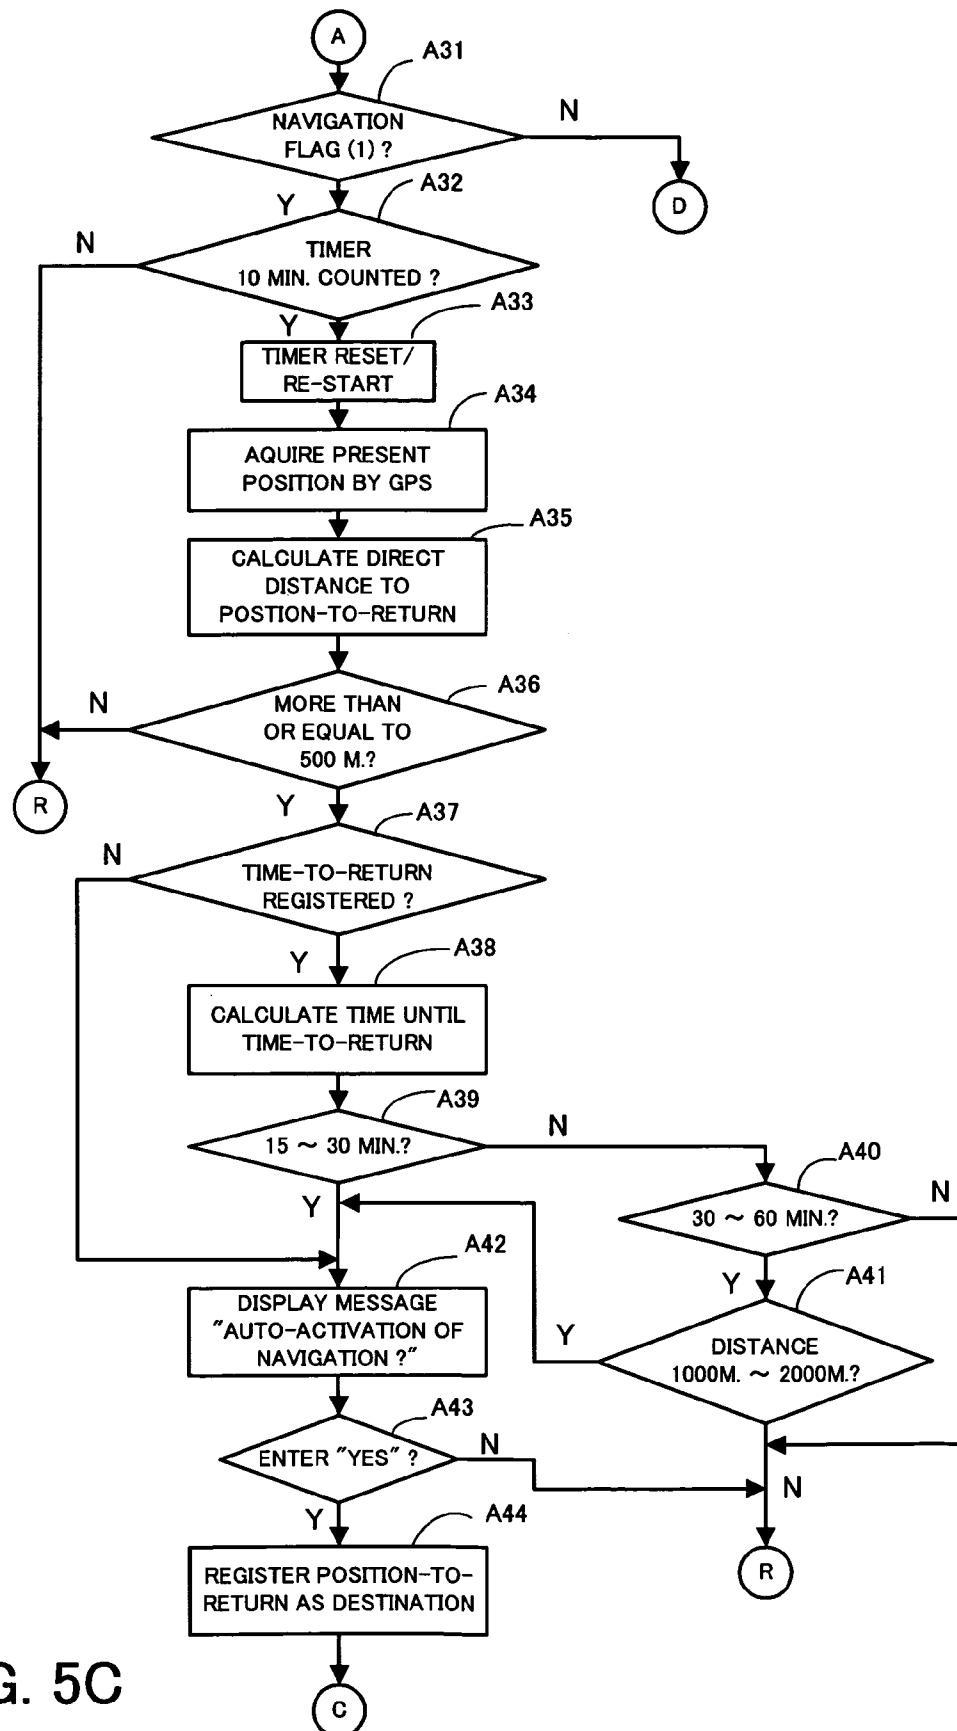 A
A31
NAVIGATION
FLAG (1) ?
N
D
Y
A32
N
TIMER
10 MIN. COUNTED ?
Y
A33
TIMER RESET/
RE-START
A34
AQUIRE PRESENT
POSITION BY GPS
A35
CALCULATE DIRECT
DISTANCE TO
POSTION-TO-RETURN
A36
N
MORE THAN
OR EQUAL TO
500 M.?
R
Y
A37
N
TIME-TO-RETURN
REGISTERED ?
Y
A38
CALCULATE TIME UNTIL
TIME-TO-RETURN
A39
15 ~ 30 MIN.?
N
A40
Y
30 ~ 60 MIN.?
N
A42
Y
A41
DISPLAY MESSAGE
"AUTO-ACTIVATION OF
NAVIGATION ?"
Y
DISTANCE
1000M. ~ 2000M.?
A43
ENTER "YES" ?
N
N
Y
A44
R
REGISTER POSITION-TO-
RETURN AS DESTINATION
G. 5C
C